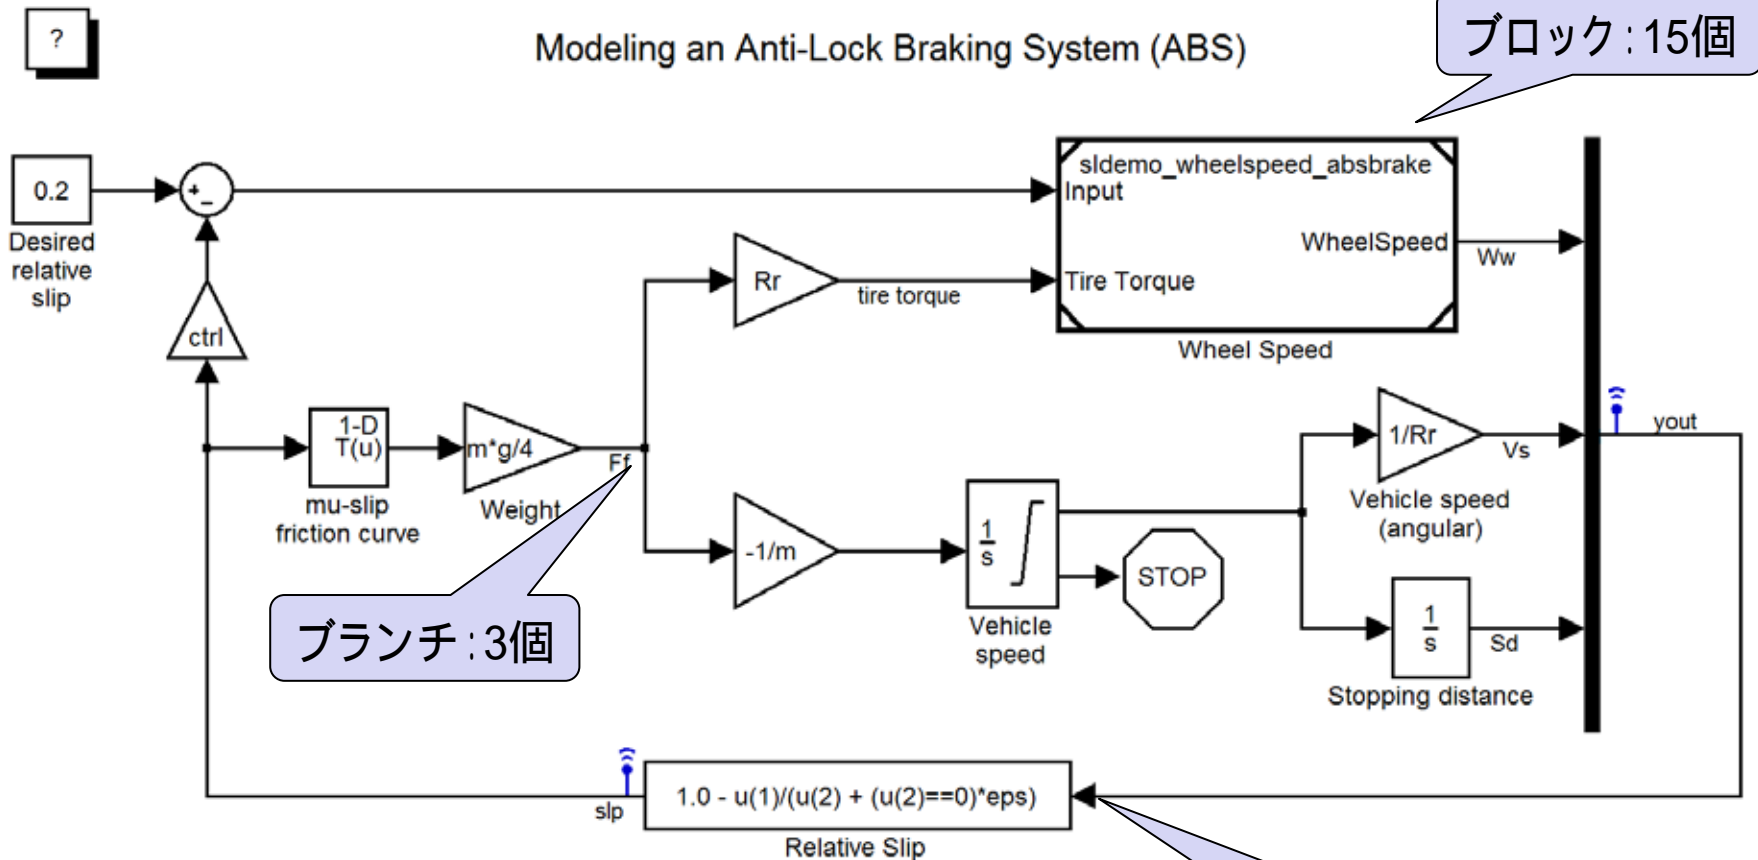 ?
Modeling an Anti-Lock Braking System (ABS)
ブロック:15個
0.2
+
−
Desired
relative
slip
ctrl
sldemo_wheelspeed_absbrake
Input
WheelSpeed
Tire Torque
Wheel Speed
Ww
Rr
tire torque
1-D
T(u)
mu-slip
friction curve
m*g/4
Weight
Ff
ブランチ:3個
-1/m
1
s
Vehicle
speed
STOP
1/Rr
Vehicle speed
(angular)
Vs
1
s
Sd
Stopping distance
yout
slp
1.0 - u(1)/(u(2) + (u(2)==0)*eps)
Relative Slip